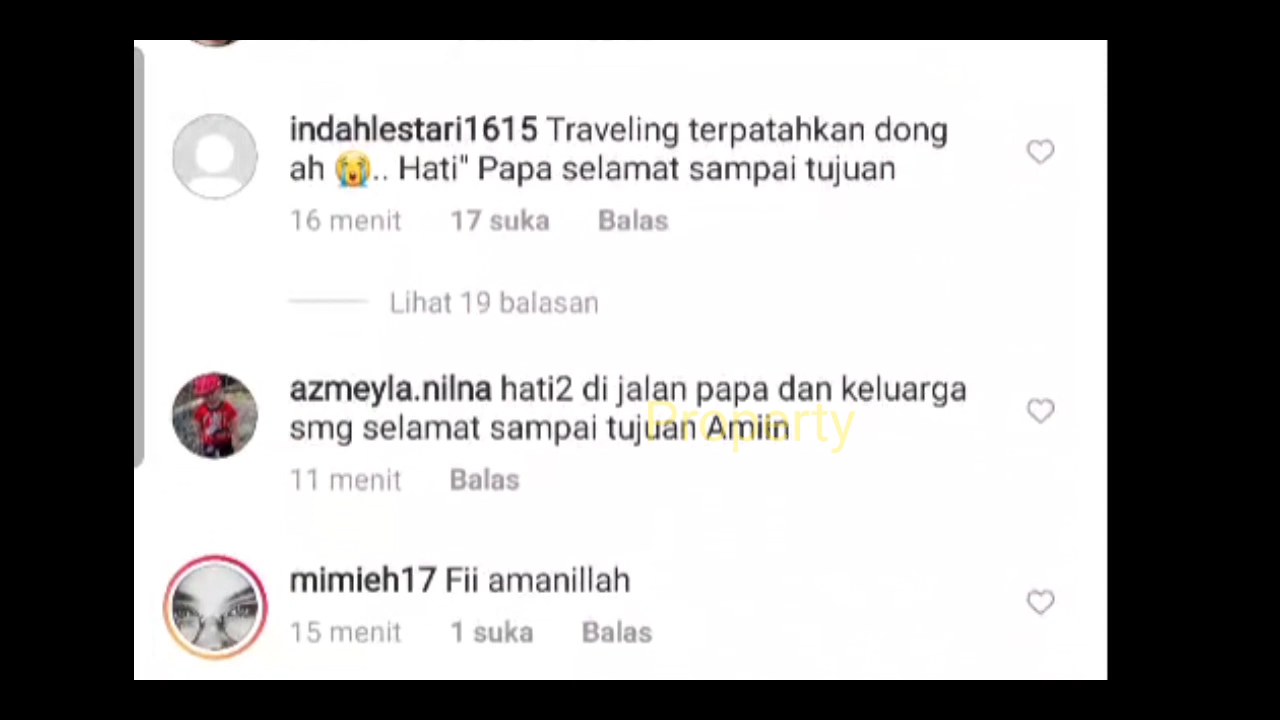 indahlestari1615 Traveling terpatahkan dong
ah 😭.. Hati" Papa selamat sampai tujuan
16 menit 17 suka Balas
Lihat 19 balasan
azmeyla.nilna hati2 di jalan papa dan keluarga
smg selamat sampai tujuan Amiin
Property
11 menit Balas
mimieh17 Fii amanillah
15 menit 1 suka Balas